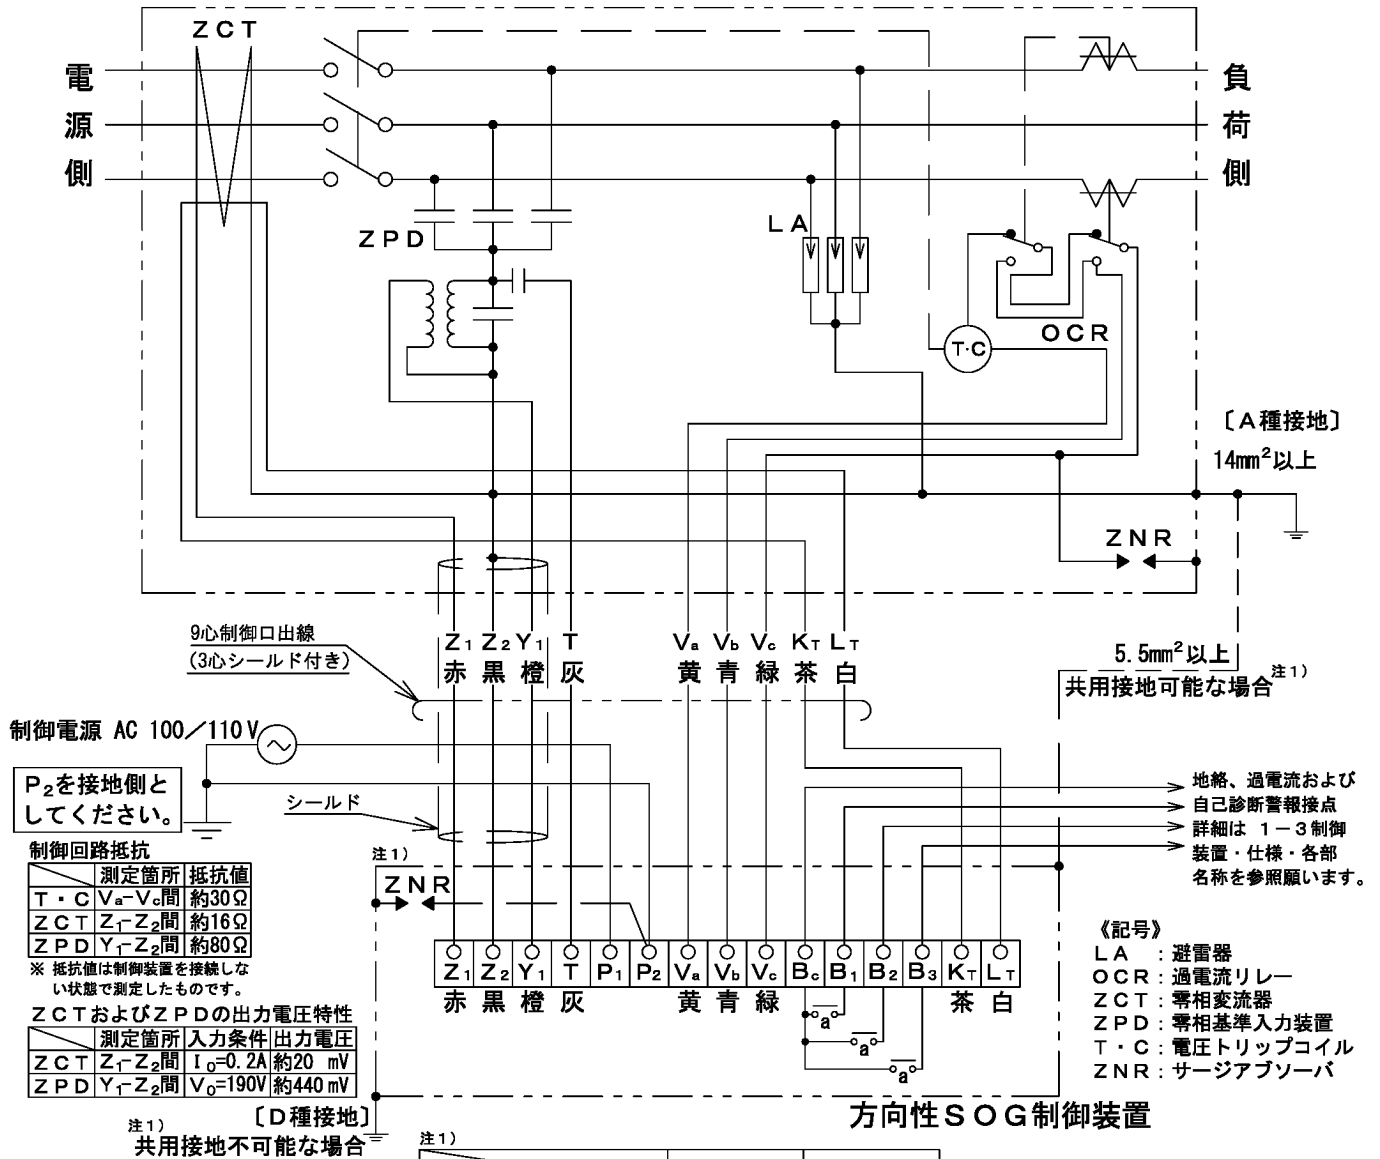 ZCT
電
源
側
負
荷
側
ZPD
LA
OCR
T・C
〔A種接地〕
14mm²以上
ZNR
9心制御口出線
(3心シールド付き)
Z₁ Z₂ Y₁ T Va Vb Vc KT LT
赤 黒 橙 灰 黄 青 緑 茶 白
5.5mm²以上
共用接地可能な場合 注1)
制御電源 AC 100/110V
P₂を接地側と
してください。
シールド
地絡、過電流および
自己診断警報接点
詳細は 1-3制御
装置・仕様・各部
名称を参照願います。
制御回路抵抗
測定箇所 抵抗値
T・C Va-Vc間 約30Ω
ZCT Z₁-Z₂間 約16Ω
ZPD Y₁-Z₂間 約80Ω
※ 抵抗値は制御装置を接続しな
い状態で測定したものです。
注1)
ZNR
Z₁ Z₂ Y₁ T P₁ P₂ Va Vb Vc Bc B₁ B₂ B₃ KT LT
赤 黒 橙 灰 黄 青 緑 茶 白
a
a
a
《記号》
LA:避雷器
OCR:過電流リレー
ZCT:零相変流器
ZPD:零相基準入力装置
T・C:電圧トリップコイル
ZNR:サージアブソーバ
ZCTおよびZPDの出力電圧特性
測定箇所 入力条件 出力電圧
ZCT Z₁-Z₂間 I₀=0.2A 約20 mV
ZPD Y₁-Z₂間 V₀=190V 約440 mV
〔D種接地〕
注1)
共用接地不可能な場合
方向性SOG制御装置
注1)